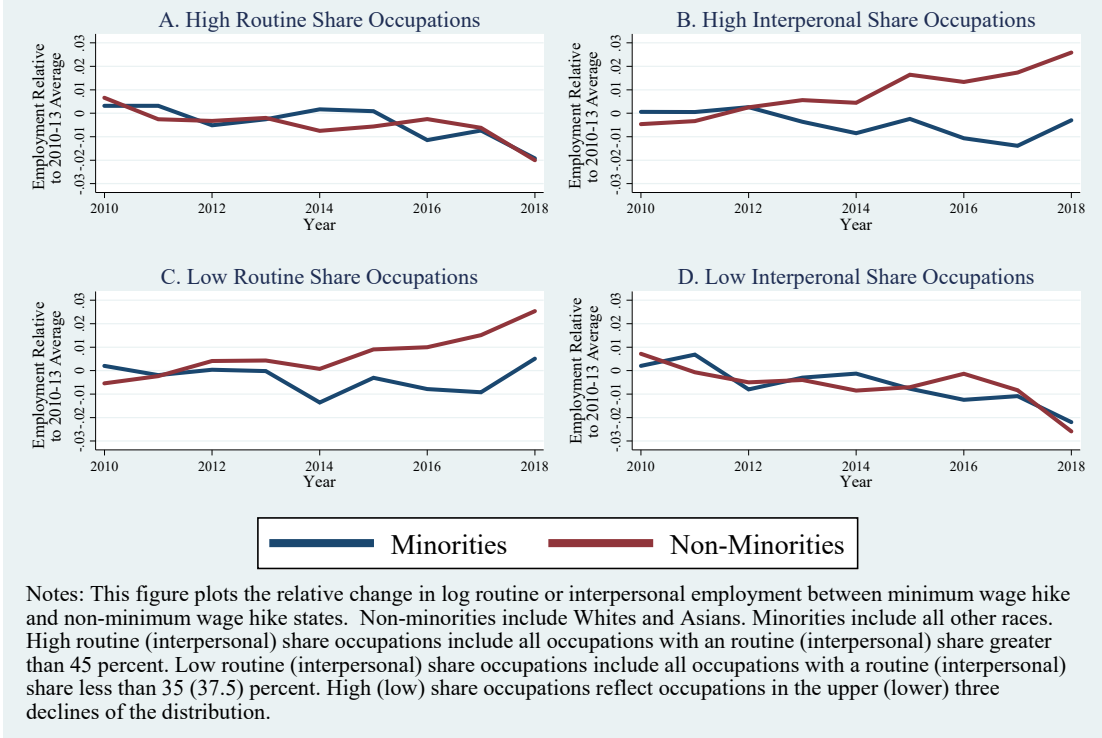 A. High Routine Share Occupations
Employment Relative
to 2010-13 Average
.03
.02
.01
0
-.01
-.02
-.03
2010
2012
2014
2016
2018
Year
B. High Interperonal Share Occupations
Employment Relative
to 2010-13 Average
.03
.02
.01
0
-.01
-.02
-.03
2010
2012
2014
2016
2018
Year
C. Low Routine Share Occupations
Employment Relative
to 2010-13 Average
.03
.02
.01
0
-.01
-.02
-.03
2010
2012
2014
2016
2018
Year
D. Low Interperonal Share Occupations
Employment Relative
to 2010-13 Average
.03
.02
.01
0
-.01
-.02
-.03
2010
2012
2014
2016
2018
Year
Minorities
Non-Minorities
Notes: This figure plots the relative change in log routine or interpersonal employment between minimum wage hike
and non-minimum wage hike states. Non-minorities include Whites and Asians. Minorities include all other races.
High routine (interpersonal) share occupations include all occupations with an routine (interpersonal) share greater
than 45 percent. Low routine (interpersonal) share occupations include all occupations with a routine (interpersonal)
share less than 35 (37.5) percent. High (low) share occupations reflect occupations in the upper (lower) three
declines of the distribution.